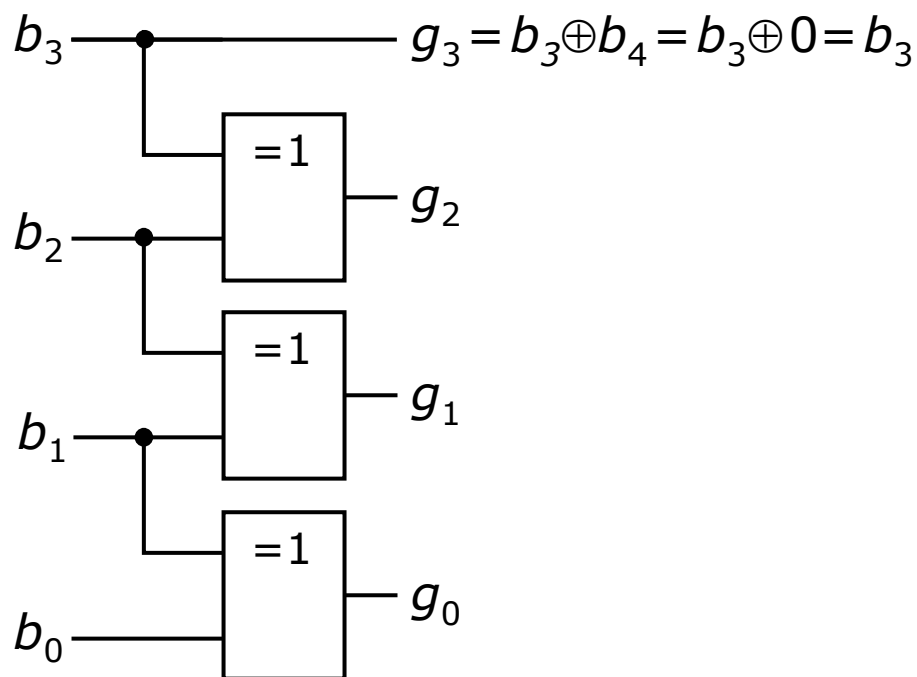 b₃ g₃=b₃⊕b₄=b₃⊕0=b₃
=1
g₂
b₂
=1
g₁
b₁
=1
g₀
b₀